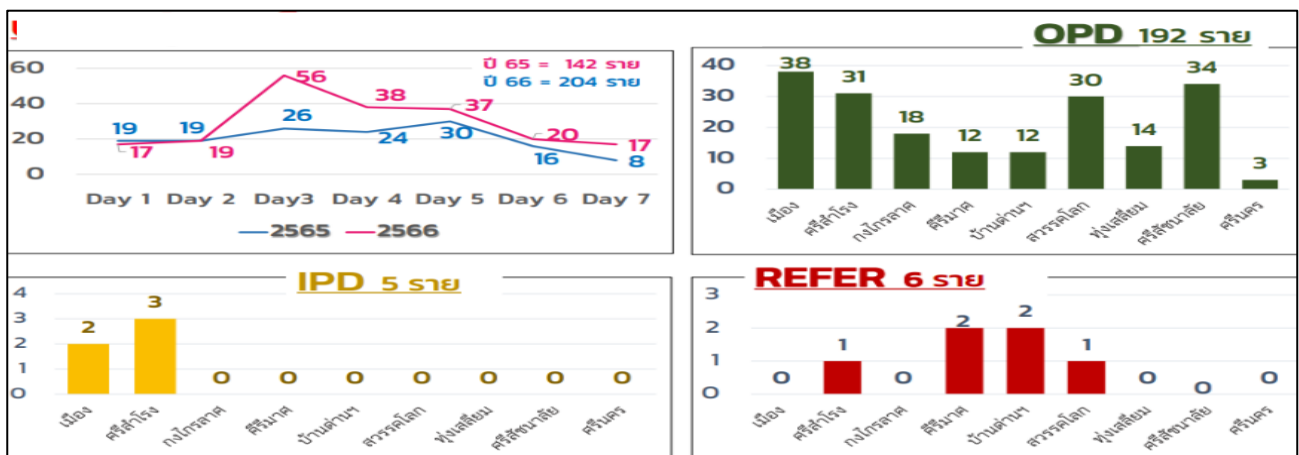 60
40
20
0
ปี 65 = 142 ราย
ปี 66 = 204 ราย
56
38
37
20
17
17
19
19
19
26
24
30
16
8
Day 1 Day 2 Day3 Day 4 Day 5 Day 6 Day 7
2565 2566
OPD 192 ราย
40
30
20
10
0
38 31 18 12 12 30 14 34 3
เมือง ศรีสำโรง กงไกรลาศ คีรีมาศ บ้านด่านฯ สวรรคโลก ทุ่งเสลี่ยม ศรีสัชนาลัย ศรีนคร
IPD 5 ราย
4
3
2
1
0
2 3 0 0 0 0 0 0 0
เมือง ศรีสำโรง กงไกรลาศ คีรีมาศ บ้านด่านฯ สวรรคโลก ทุ่งเสลี่ยม ศรีสัชนาลัย ศรีนคร
REFER 6 ราย
3
2
1
0
0 1 0 2 2 1 0 0 0
เมือง ศรีสำโรง กงไกรลาศ คีรีมาศ บ้านด่านฯ สวรรคโลก ทุ่งเสลี่ยม ศรีสัชนาลัย ศรีนคร